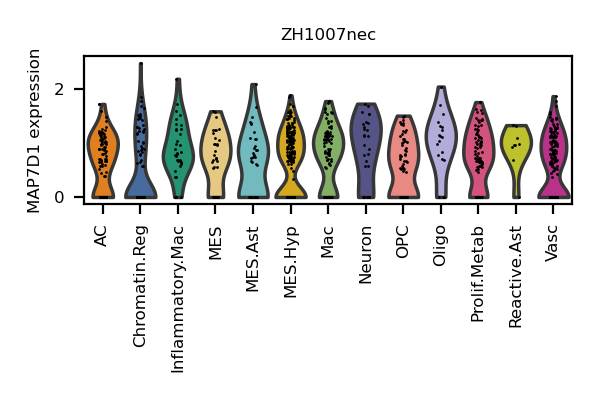 ZH1007nec
MAP7D1 expression
2
0
AC
Chromatin.Reg
Inflammatory.Mac
MES
MES.Ast
MES.Hyp
Mac
Neuron
OPC
Oligo
Prolif.Metab
Reactive.Ast
Vasc